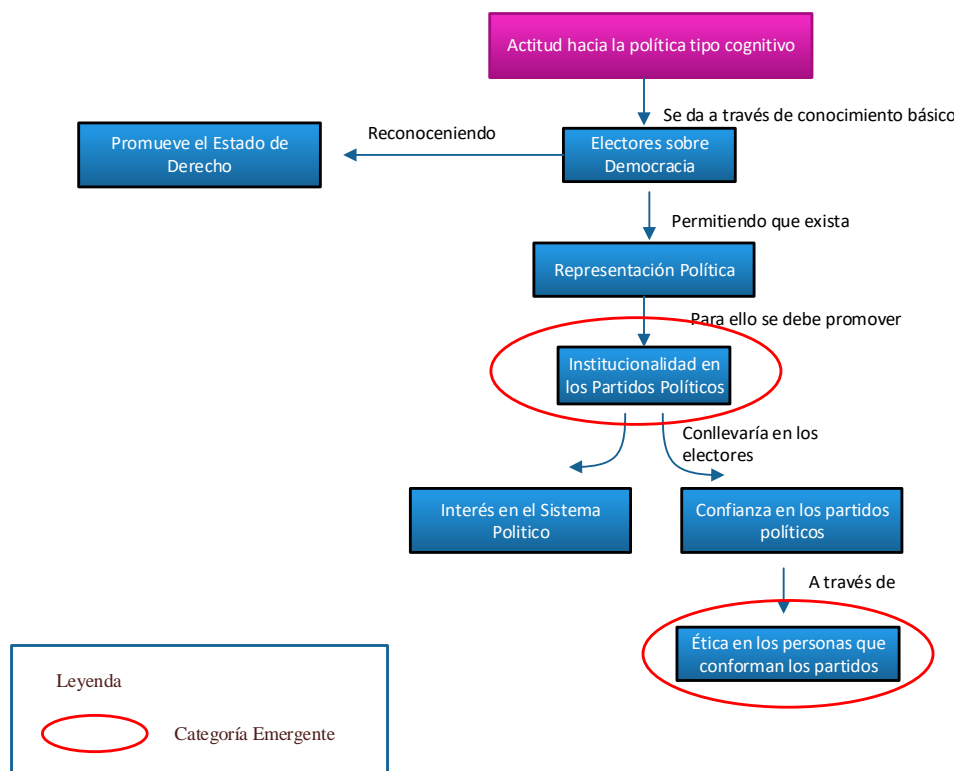 Actitud hacia la política tipo cognitivo
Se da a través de conocimiento básico
Reconoceniendo
Promueve el Estado de
Derecho
Electores sobre
Democracia
Permitiendo que exista
Representación Política
Para ello se debe promover
Institucionalidad en
los Partidos Políticos
Conllevaría en los
electores
Interés en el Sistema
Politico
Confianza en los partidos
políticos
A través de
Ética en los personas que
conforman los partidos
Leyenda
Categoría Emergente